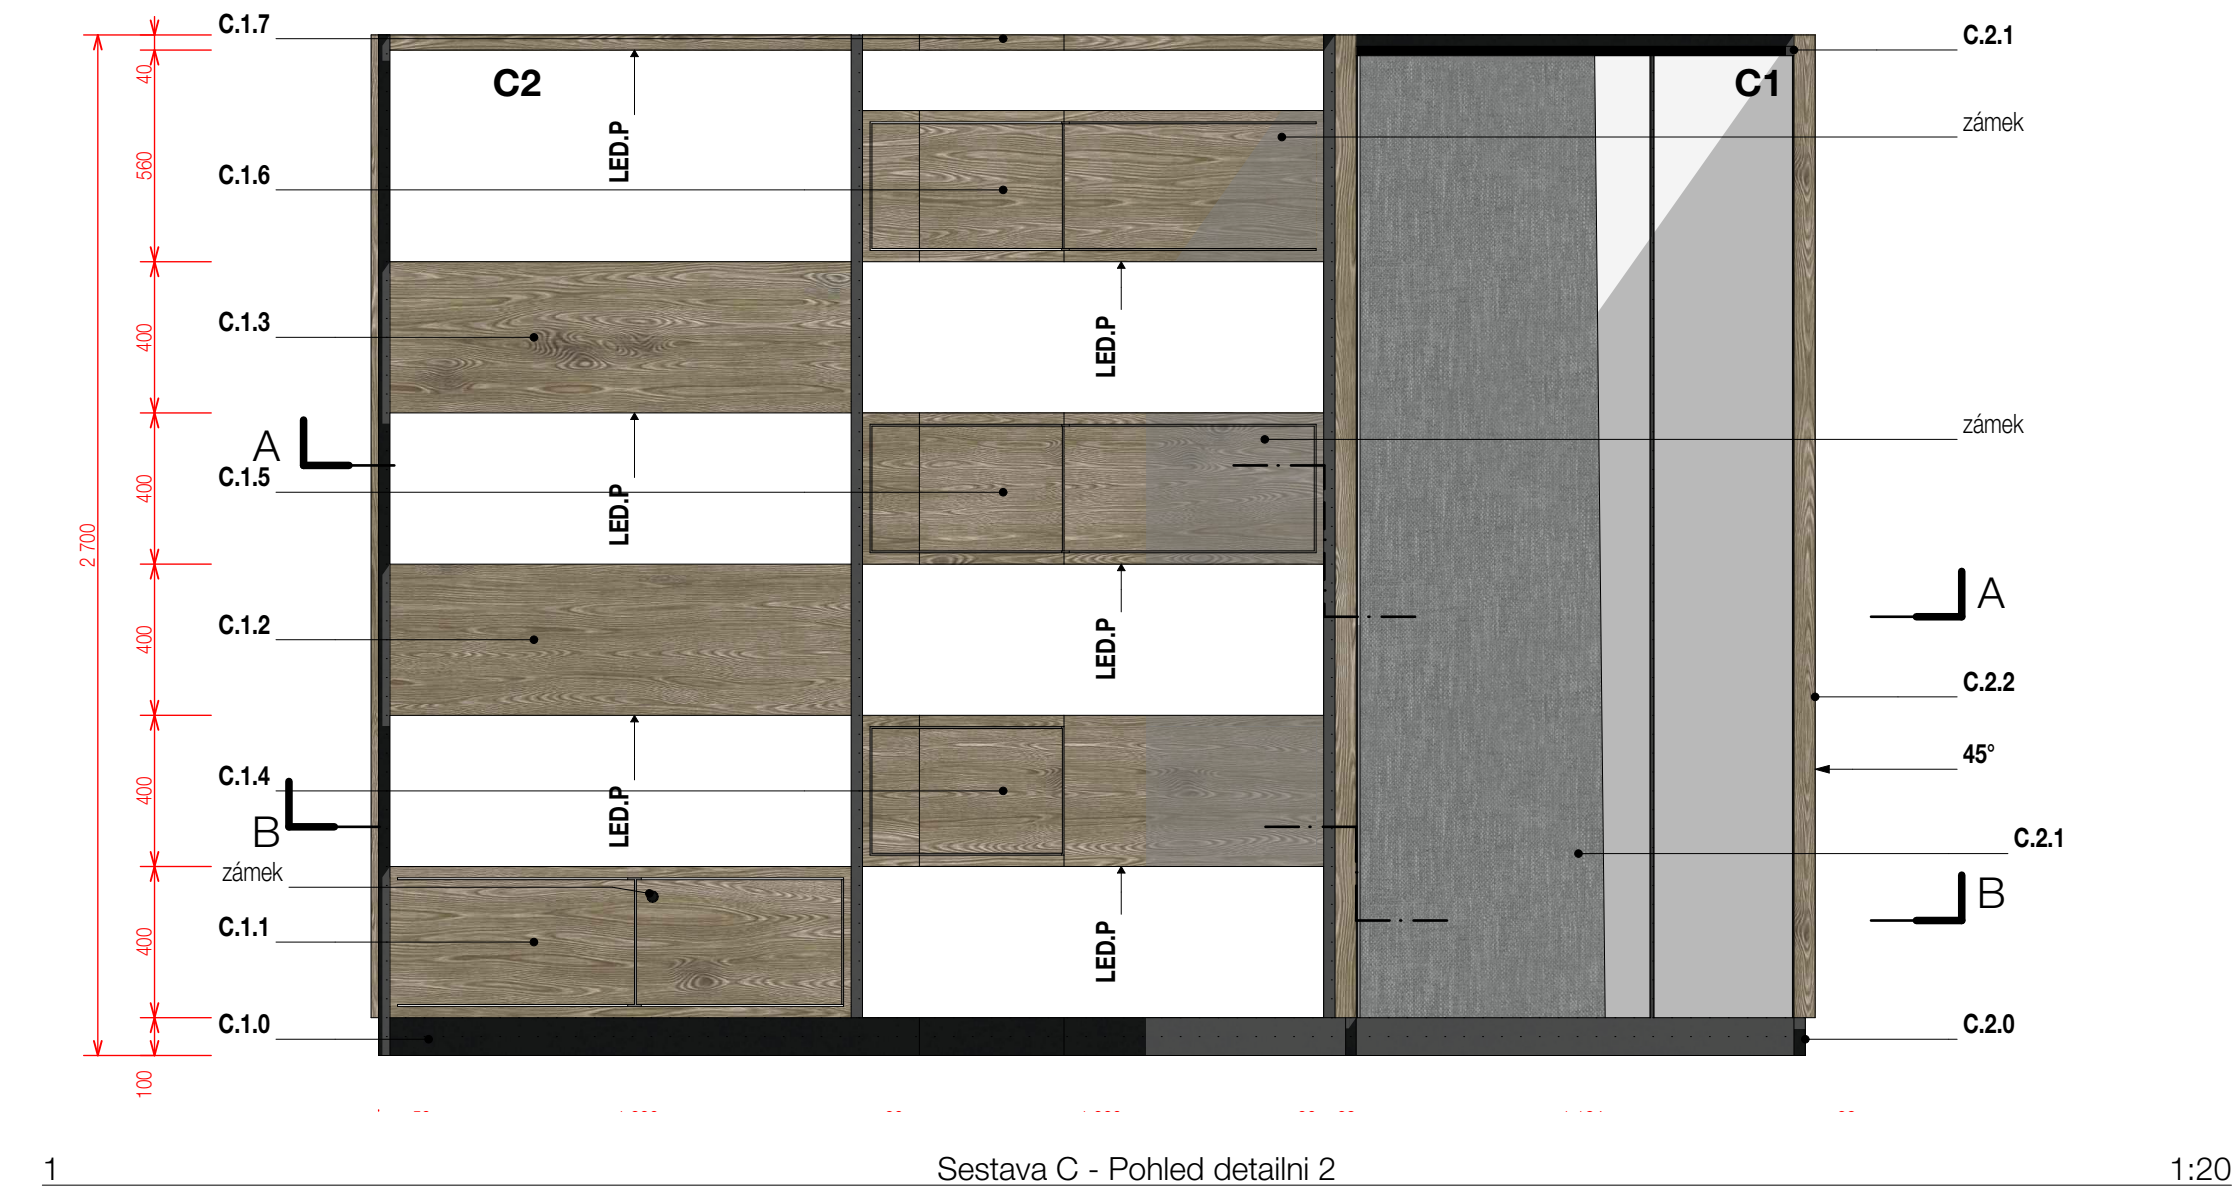 C.1.7
C.2.1
C2
C1
40
zámek
LED.P
560
C.1.6
C.1.3
400
LED.P
zámek
A
C.1.5
400
LED.P
2 700
A
C.1.2
400
LED.P
C.2.2
45°
C.1.4
400
LED.P
B
C.2.1
zámek
B
C.1.1
400
LED.P
C.1.0
C.2.0
100
1
Sestava C - Pohled detailni 2
1:20